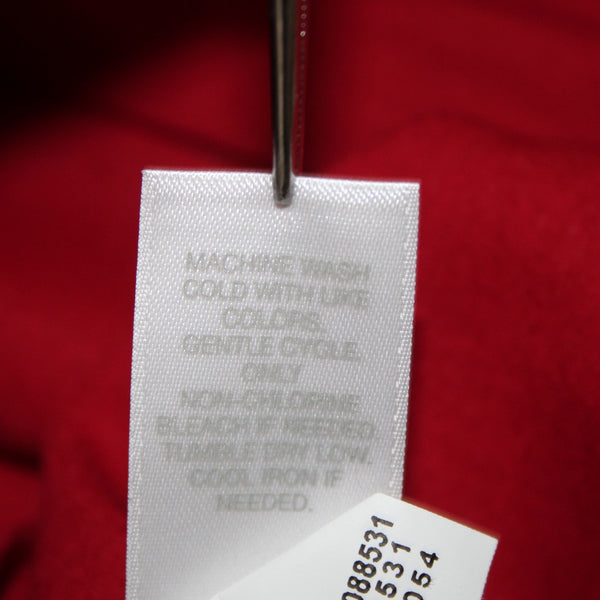 MACHINE WASH
COLD WITH LIKE
COLORS.
GENTLE CYCLE.
ONLY
NON-CHLORINE
BLEACH IF NEEDED.
TUMBLE DRY LOW.
COOL IRON IF
NEEDED.
088531
531
054